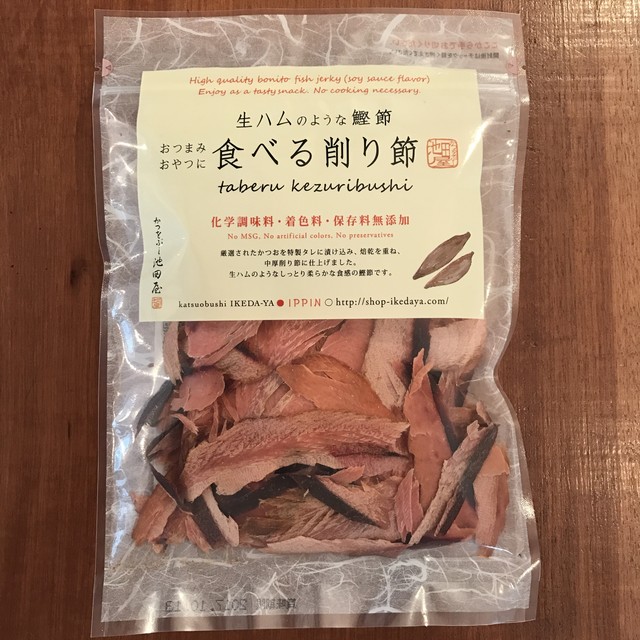 High quality bonito fish jerky (soy sauce flavor)
Enjoy as a tasty snack. No cooking necessary.
生ハムのような鰹節
おつまみ
おやつに
食べる削り節
taberu kezuribushi
化学調味料・着色料・保存料無添加
No MSG, No artificial colors, No preservatives
厳選されたかつおを特製タレに漬け込み、焙乾を重ね、
中厚削り節に仕上げました。
生ハムのようなしっとり柔らかな食感の鰹節です。
かつをぶし池田屋
katsuobushi IKEDA-YA ● IPPIN ○ http://shop-ikedaya.com/